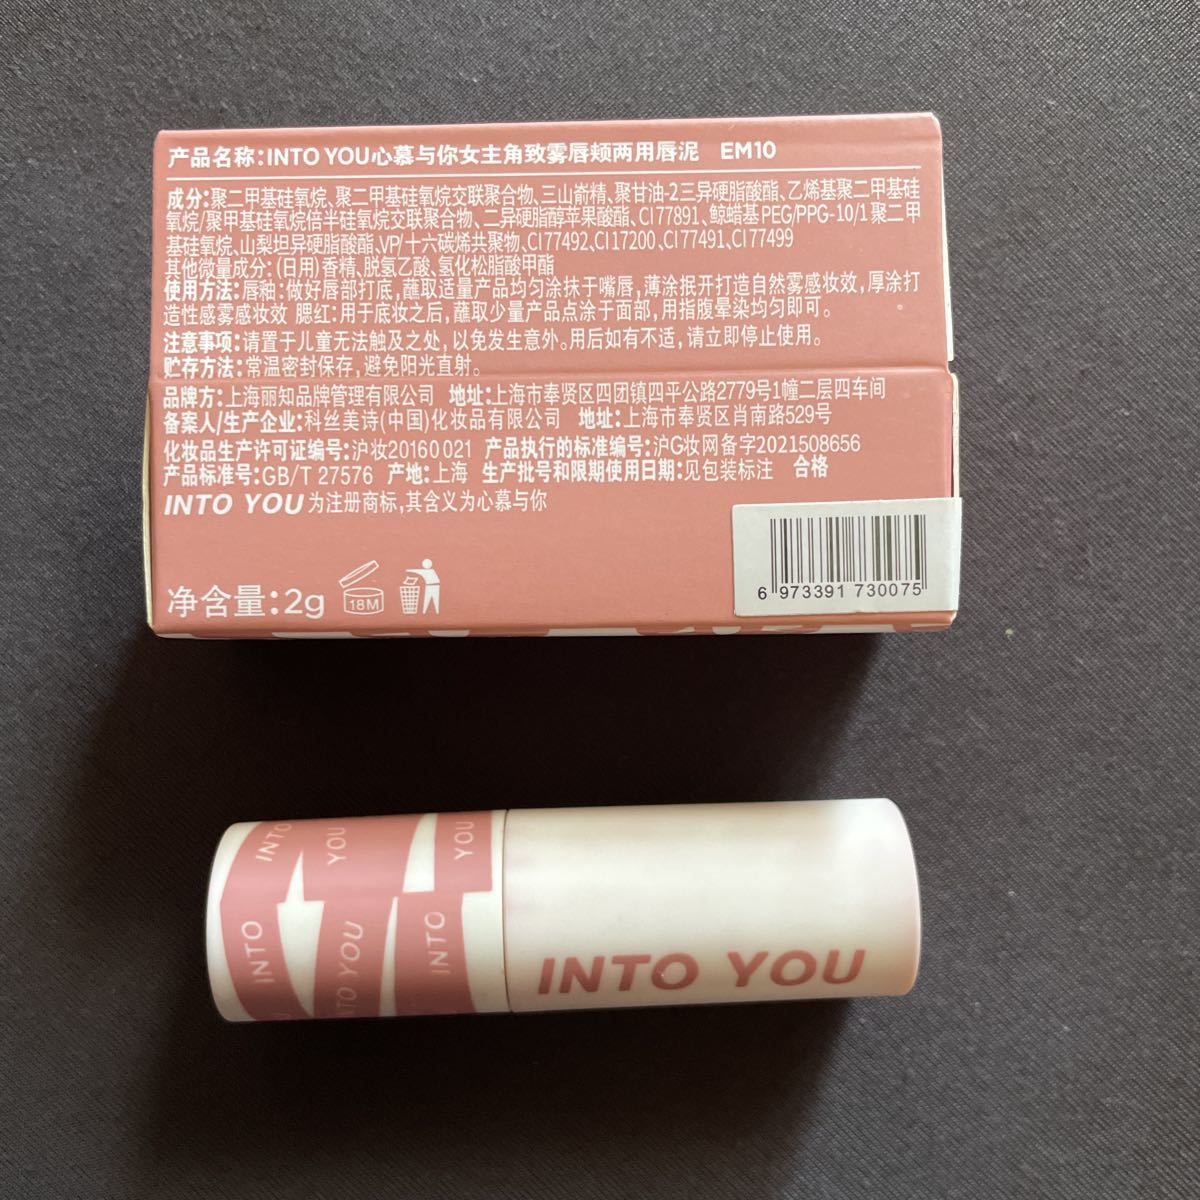 产品名称:INTO YOU心慕与你女主角致雾唇颊两用唇泥 EM10
成分:聚二甲基硅氧烷、聚二甲基硅氧烷交联聚合物、三山嵛精、聚甘油-2三异硬脂酸酯、乙烯基聚二甲基硅
氧烷/聚甲基硅氧烷倍半硅氧烷交联聚合物、二异硬脂醇苹果酸酯、CI 77891、鲸蜡基 PEG/PPG-10/1 聚二甲
基硅氧烷、山梨坦异硬脂酸酯、VP/十六碳烯共聚物、CI 77492、CI 17200、CI 77491、CI 77499
其他微量成分: (日用)香精、脱氢乙酸、氢化松脂酸甲酯
使用方法:唇釉:做好唇部打底,蘸取适量产品均匀涂抹于嘴唇,薄涂抿开打造自然雾感妆效,厚涂打
造性感雾感妆效 腮红:用于底妆之后,蘸取少量产品点涂于面部,用指腹晕染均匀即可。
注意事项:请置于儿童无法触及之处,以免发生意外。用后如有不适,请立即停止使用。
贮存方法:常温密封保存,避免阳光直射。
品牌方:上海丽知品牌管理有限公司 地址:上海市奉贤区四团镇四平公路2779号1幢二层四车间
备案人/生产企业:科丝美诗(中国)化妆品有限公司 地址:上海市奉贤区肖南路529号
化妆品生产许可证编号:沪妆20160021 产品执行的标准编号:沪G妆网备字2021508656
产品标准号:GB/T 27576 产地:上海 生产批号和限期使用日期:见包装标注 合格
INTO YOU 为注册商标,其含义为心慕与你
净含量:2g
18M
6 973391 730075
INTO
YOU
YOU
INTO
INTO YOU
INTO
INTO YOU